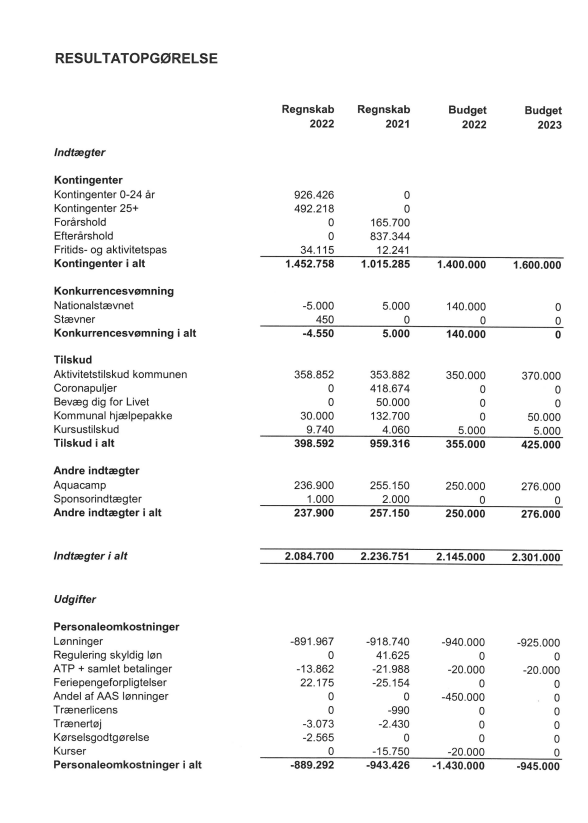 RESULTATOPGØRELSE
Regnskab Regnskab Budget Budget
2022 2021 2022 2023
Indtægter
Kontingenter
Kontingenter 0-24 år 926.426 0
Kontingenter 25+ 492.218 0
Forårshold 0 165.700
Efterårshold 0 837.344
Fritids- og aktivitetspas 34.115 12.241
Kontingenter i alt 1.452.758 1.015.285 1.400.000 1.600.000
Konkurrencesvømning
Nationalstævnet -5.000 5.000 140.000 0
Stævner 450 0 0 0
Konkurrencesvømning i alt -4.550 5.000 140.000 0
Tilskud
Aktivitetstilskud kommunen 358.852 353.882 350.000 370.000
Coronapuljer 0 418.674 0 0
Bevæg dig for Livet 0 50.000 0 0
Kommunal hjælpepakke 30.000 132.700 0 50.000
Kursustilskud 9.740 4.060 5.000 5.000
Tilskud i alt 398.592 959.316 355.000 425.000
Andre indtægter
Aquacamp 236.900 255.150 250.000 276.000
Sponsorindtægter 1.000 2.000 0 0
Andre indtægter i alt 237.900 257.150 250.000 276.000
Indtægter i alt 2.084.700 2.236.751 2.145.000 2.301.000
Udgifter
Personaleomkostninger
Lønninger -891.967 -918.740 -940.000 -925.000
Regulering skyldig løn 0 41.625 0 0
ATP + samlet betalinger -13.862 -21.988 -20.000 -20.000
Feriepengeforpligtelser 22.175 -25.154 0 0
Andel af AAS lønninger 0 0 -450.000 0
Trænerlicens 0 -990 0 0
Trænertøj -3.073 -2.430 0 0
Kørselsgodtgørelse -2.565 0 0 0
Kurser 0 -15.750 -20.000 0
Personaleomkostninger i alt -889.292 -943.426 -1.430.000 -945.000